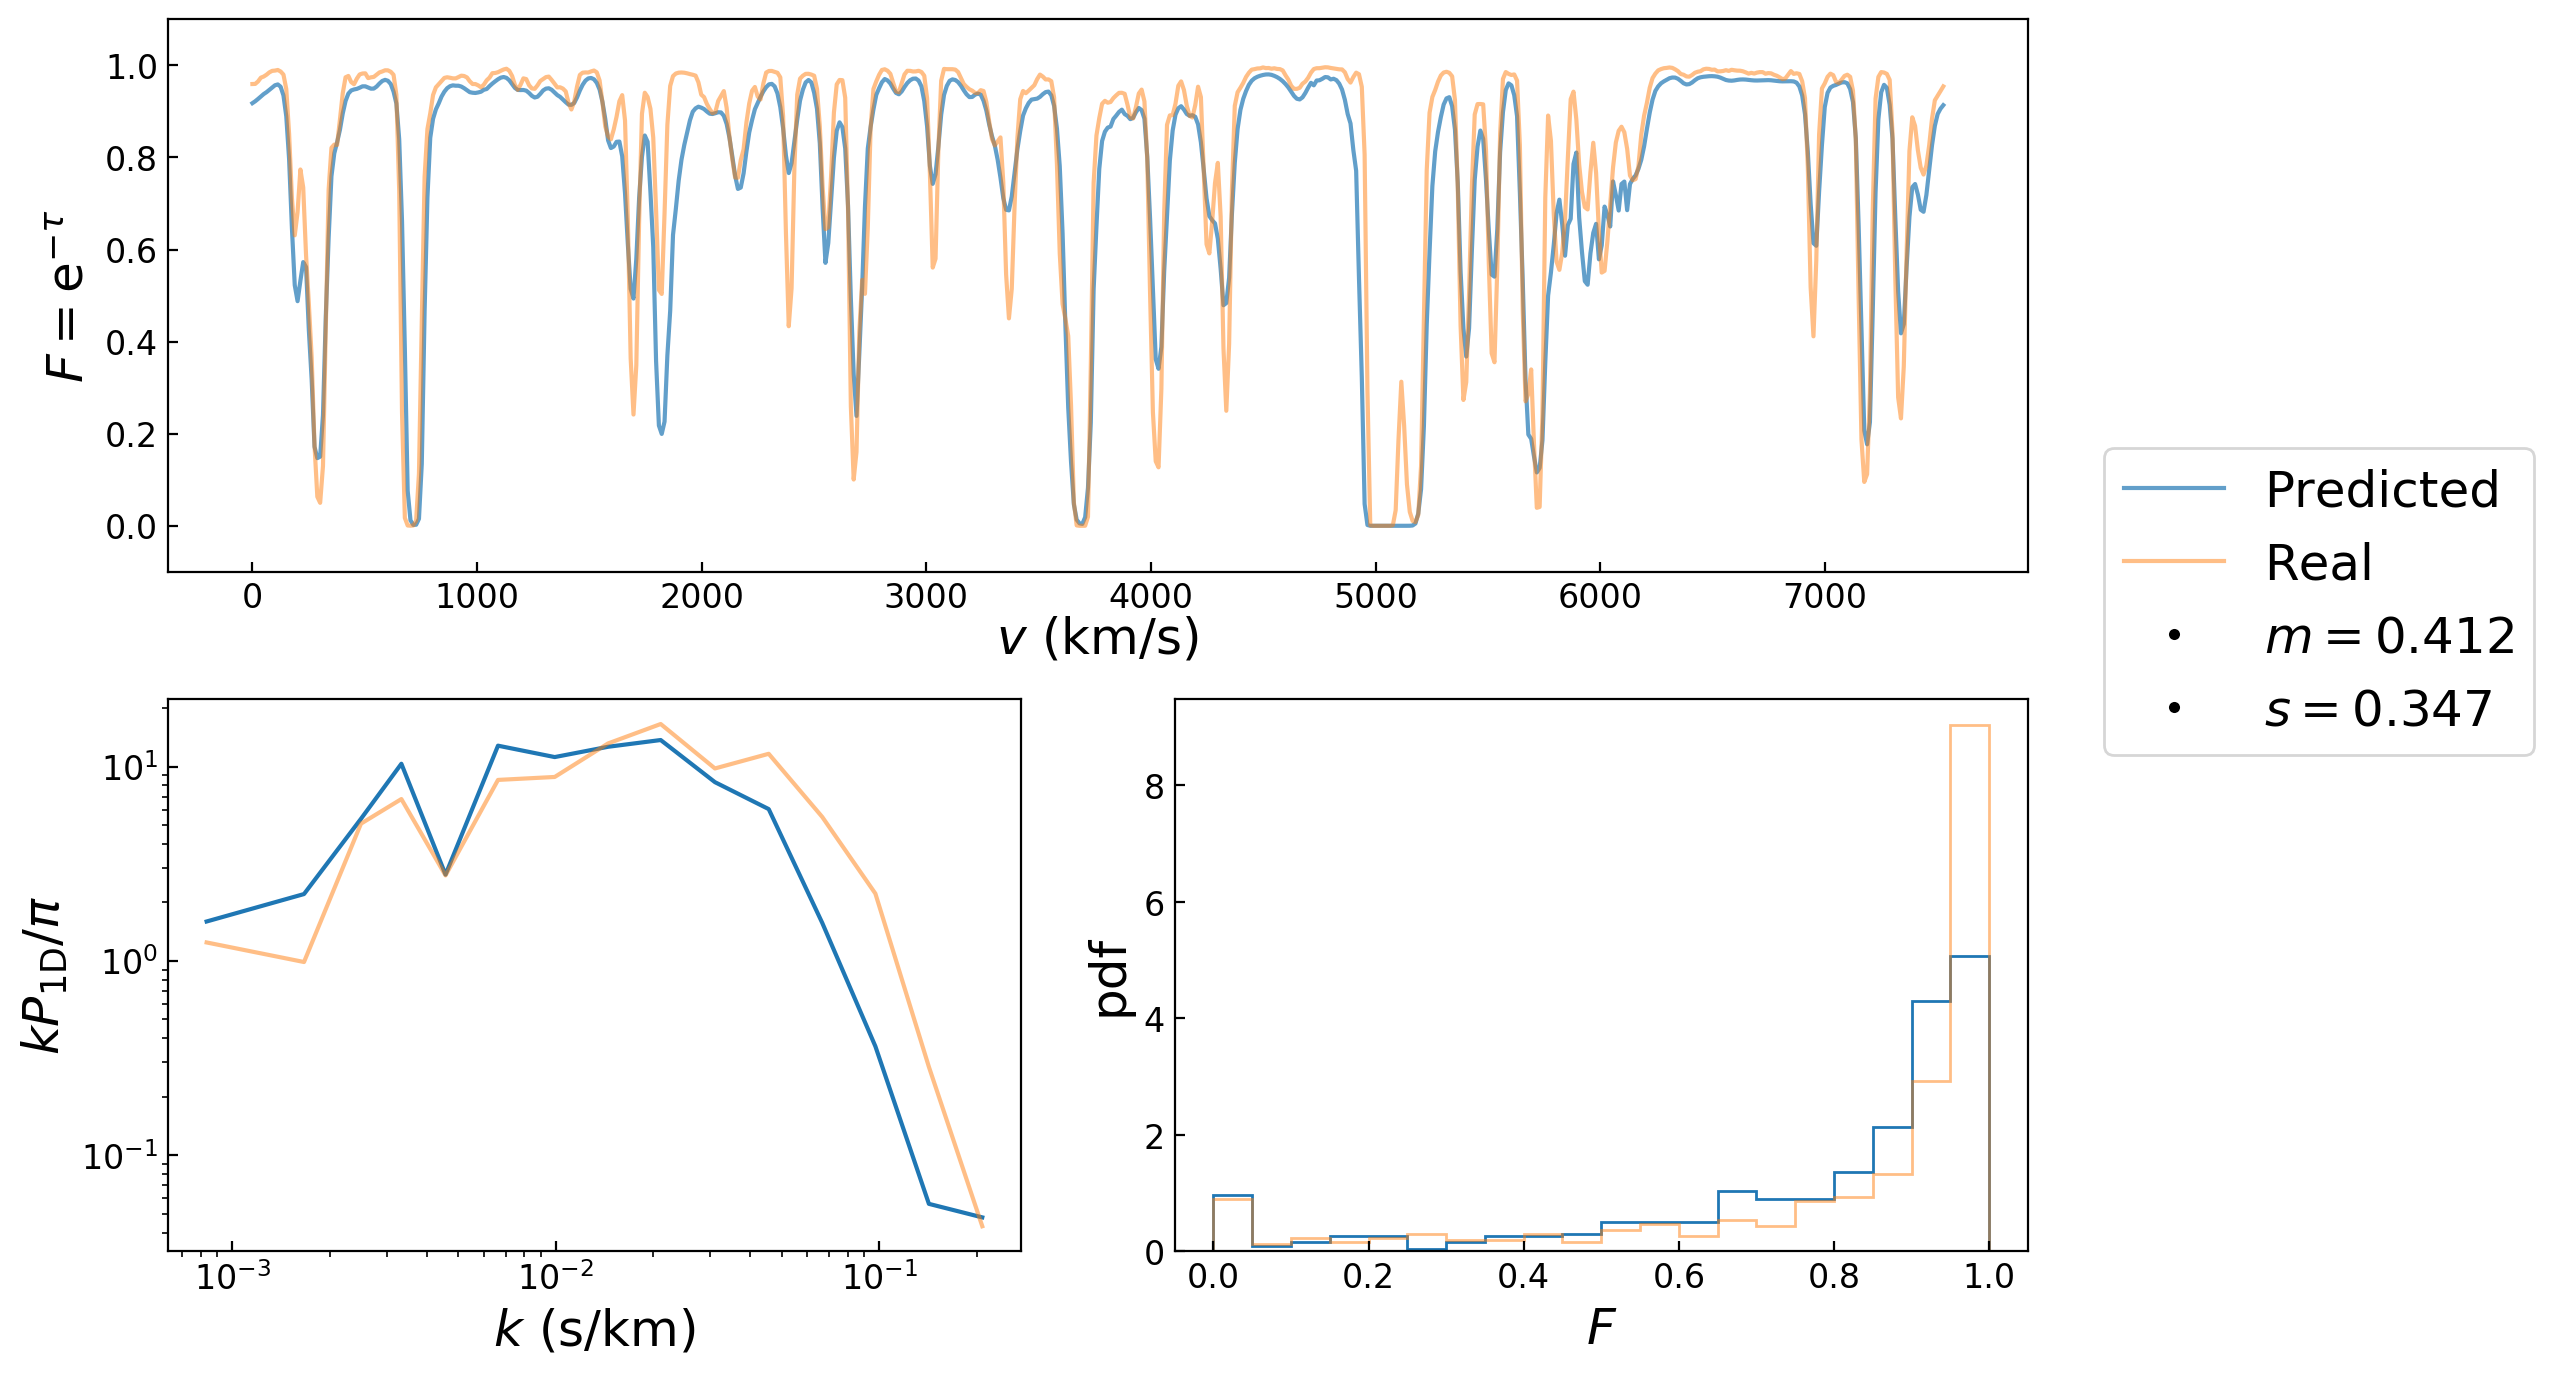 F = e^{-τ}
1.0
0.8
0.6
0.4
0.2
0.0
0 1000 2000 3000 4000 5000 6000 7000
v (km/s)
Predicted
Real
m = 0.412
s = 0.347
kP_{1D}/π
10^1
10^0
10^{-1}
10^{-3} 10^{-2} 10^{-1}
k (s/km)
pdf
8
6
4
2
0
0.0 0.2 0.4 0.6 0.8 1.0
F